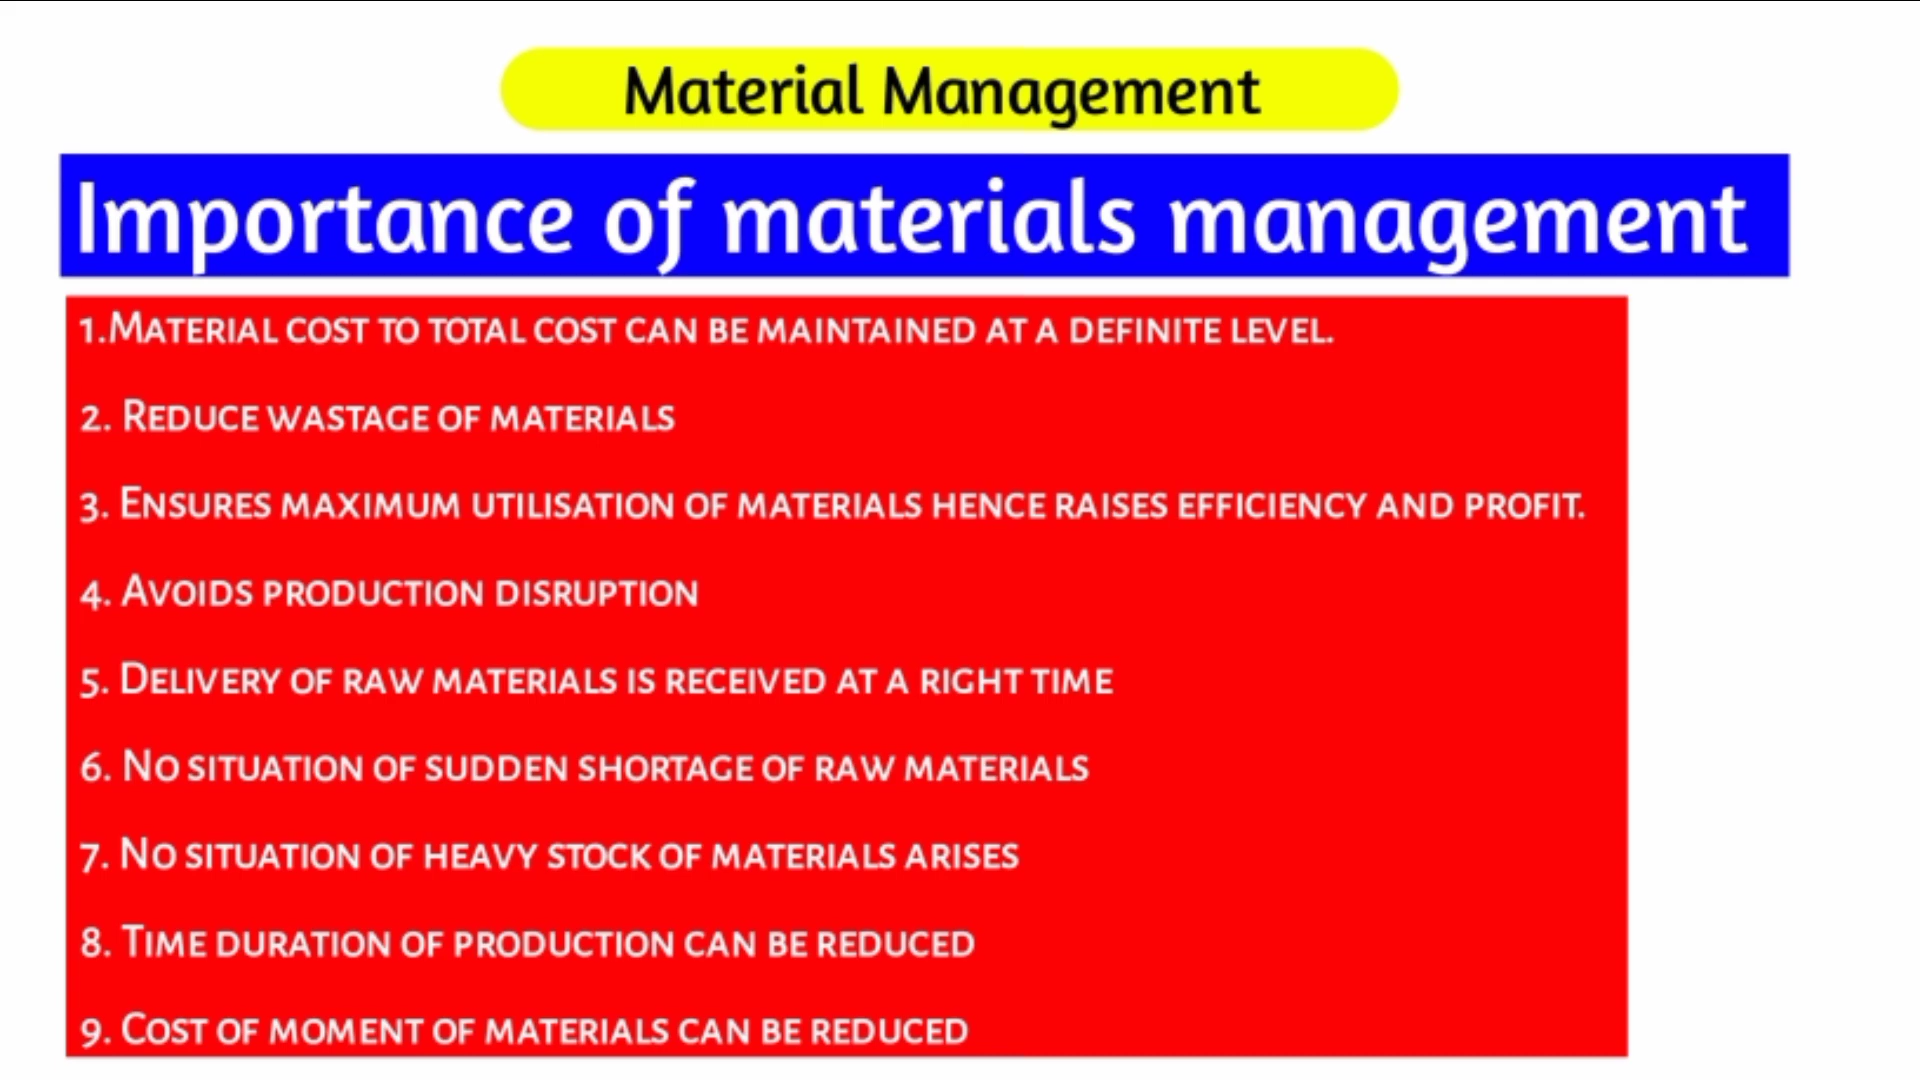 Material Management
Importance of materials management
1.Material cost to total cost can be maintained at a definite level.
2. Reduce wastage of materials
3. Ensures maximum utilisation of materials hence raises efficiency and profit.
4. Avoids production disruption
5. Delivery of raw materials is received at a right time
6. No situation of sudden shortage of raw materials
7. No situation of heavy stock of materials arises
8. Time duration of production can be reduced
9. Cost of moment of materials can be reduced